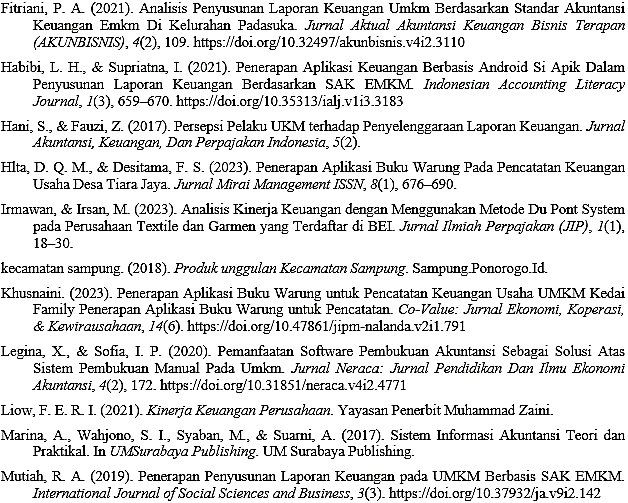 Fitriani, P. A. (2021). Analisis Penyusunan Laporan Keuangan Umkm Berdasarkan Standar Akuntansi
Keuangan Emkm Di Kelurahan Padasuka. Jurnal Aktual Akuntansi Keuangan Bisnis Terapan
(AKUNBISNIS), 4(2), 109. https://doi.org/10.32497/akunbisnis.v4i2.3110
Habibi, L. H., & Supriatna, I. (2021). Penerapan Aplikasi Keuangan Berbasis Android Si Apik Dalam
Penyusunan Laporan Keuangan Berdasarkan SAK EMKM. Indonesian Accounting Literacy
Journal, 1(3), 659–670. https://doi.org/10.35313/ialj.v1i3.3183
Hani, S., & Fauzi, Z. (2017). Persepsi Pelaku UKM terhadap Penyelenggaraan Laporan Keuangan. Jurnal
Akuntansi, Keuangan, Dan Perpajakan Indonesia, 5(2).
HIta, D. Q. M., & Desitama, F. S. (2023). Penerapan Aplikasi Buku Warung Pada Pencatatan Keuangan
Usaha Desa Tiara Jaya. Jurnal Mirai Management ISSN, 8(1), 676–690.
Irmawan, & Irsan, M. (2023). Analisis Kinerja Keuangan dengan Menggunakan Metode Du Pont System
pada Perusahaan Textile dan Garmen yang Terdaftar di BEI. Jurnal Ilmiah Perpajakan (JIP), 1(1),
18–30.
kecamatan sampung. (2018). Produk unggulan Kecamatan Sampung. Sampung.Ponorogo.Id.
Khusnaini. (2023). Penerapan Aplikasi Buku Warung untuk Pencatatan Keuangan Usaha UMKM Kedai
Family Penerapan Aplikasi Buku Warung untuk Pencatatan. Co-Value: Jurnal Ekonomi, Koperasi,
& Kewirausahaan, 14(6). https://doi.org/10.47861/jipm-nalanda.v2i1.791
Legina, X., & Sofia, I. P. (2020). Pemanfaatan Software Pembukuan Akuntansi Sebagai Solusi Atas
Sistem Pembukuan Manual Pada Umkm. Jurnal Neraca: Jurnal Pendidikan Dan Ilmu Ekonomi
Akuntansi, 4(2), 172. https://doi.org/10.31851/neraca.v4i2.4771
Liow, F. E. R. I. (2021). Kinerja Keuangan Perusahaan. Yayasan Penerbit Muhammad Zaini.
Marina, A., Wahjono, S. I., Syaban, M., & Suarni, A. (2017). Sistem Informasi Akuntansi Teori dan
Praktikal. In UMSurabaya Publishing. UM Surabaya Publishing.
Mutiah, R. A. (2019). Penerapan Penyusunan Laporan Keuangan pada UMKM Berbasis SAK EMKM.
International Journal of Social Sciences and Business, 3(3). https://doi.org/10.37932/ja.v9i2.142